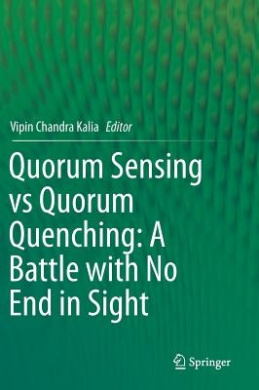 Vipin Chandra Kalia Editor
Quorum Sensing
vs Quorum
Quenching: A
Battle with No
End in Sight
Springer